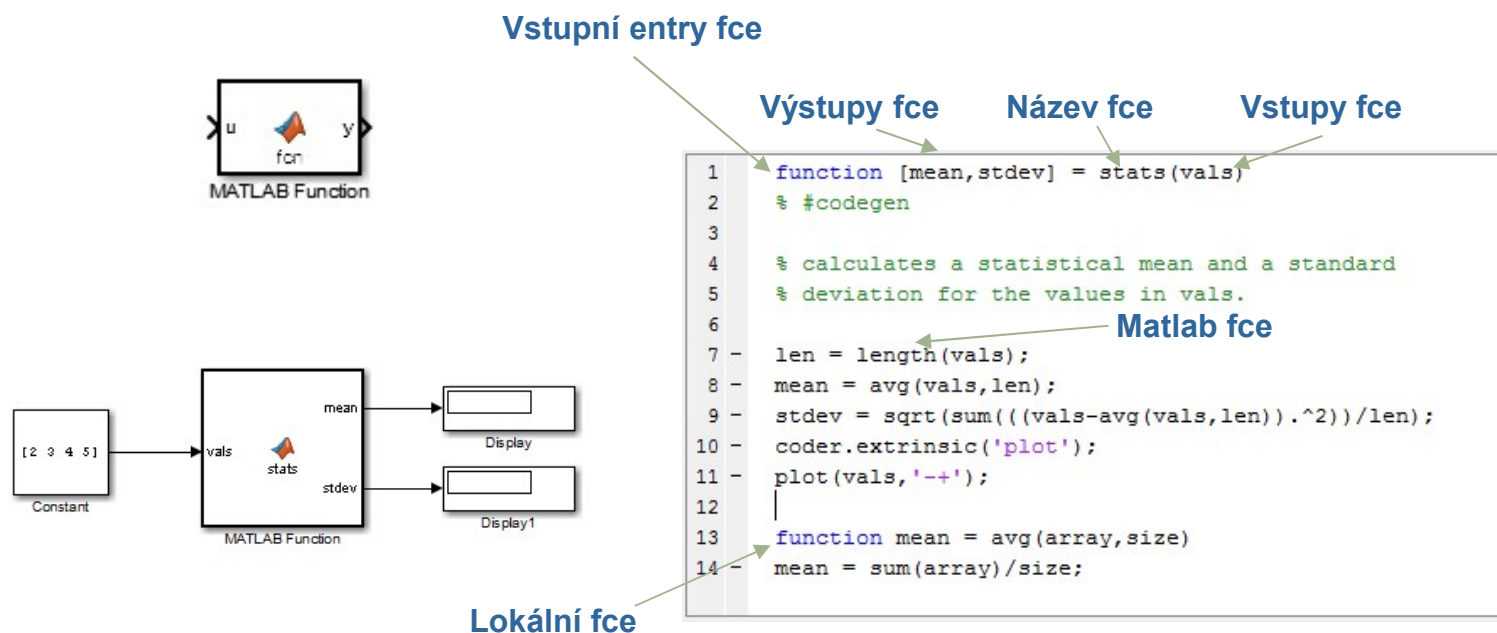 Vstupní entry fce
Výstupy fce
Název fce
Vstupy fce
u
y
fcn
MATLAB Function
1 function [mean,stdev] = stats(vals)
2 % #codegen
3
4 % calculates a statistical mean and a standard
5 % deviation for the values in vals.
6
Matlab fce
7 - len = length(vals);
8 - mean = avg(vals,len);
9 - stdev = sqrt(sum(((vals-avg(vals,len)).^2))/len);
10 - coder.extrinsic('plot');
11 - plot(vals,'-+');
12
13 function mean = avg(array,size)
14 - mean = sum(array)/size;
Lokální fce
[2 3 4 5]
Constant
vals
stats
mean
stdev
MATLAB Function
Display
Display1